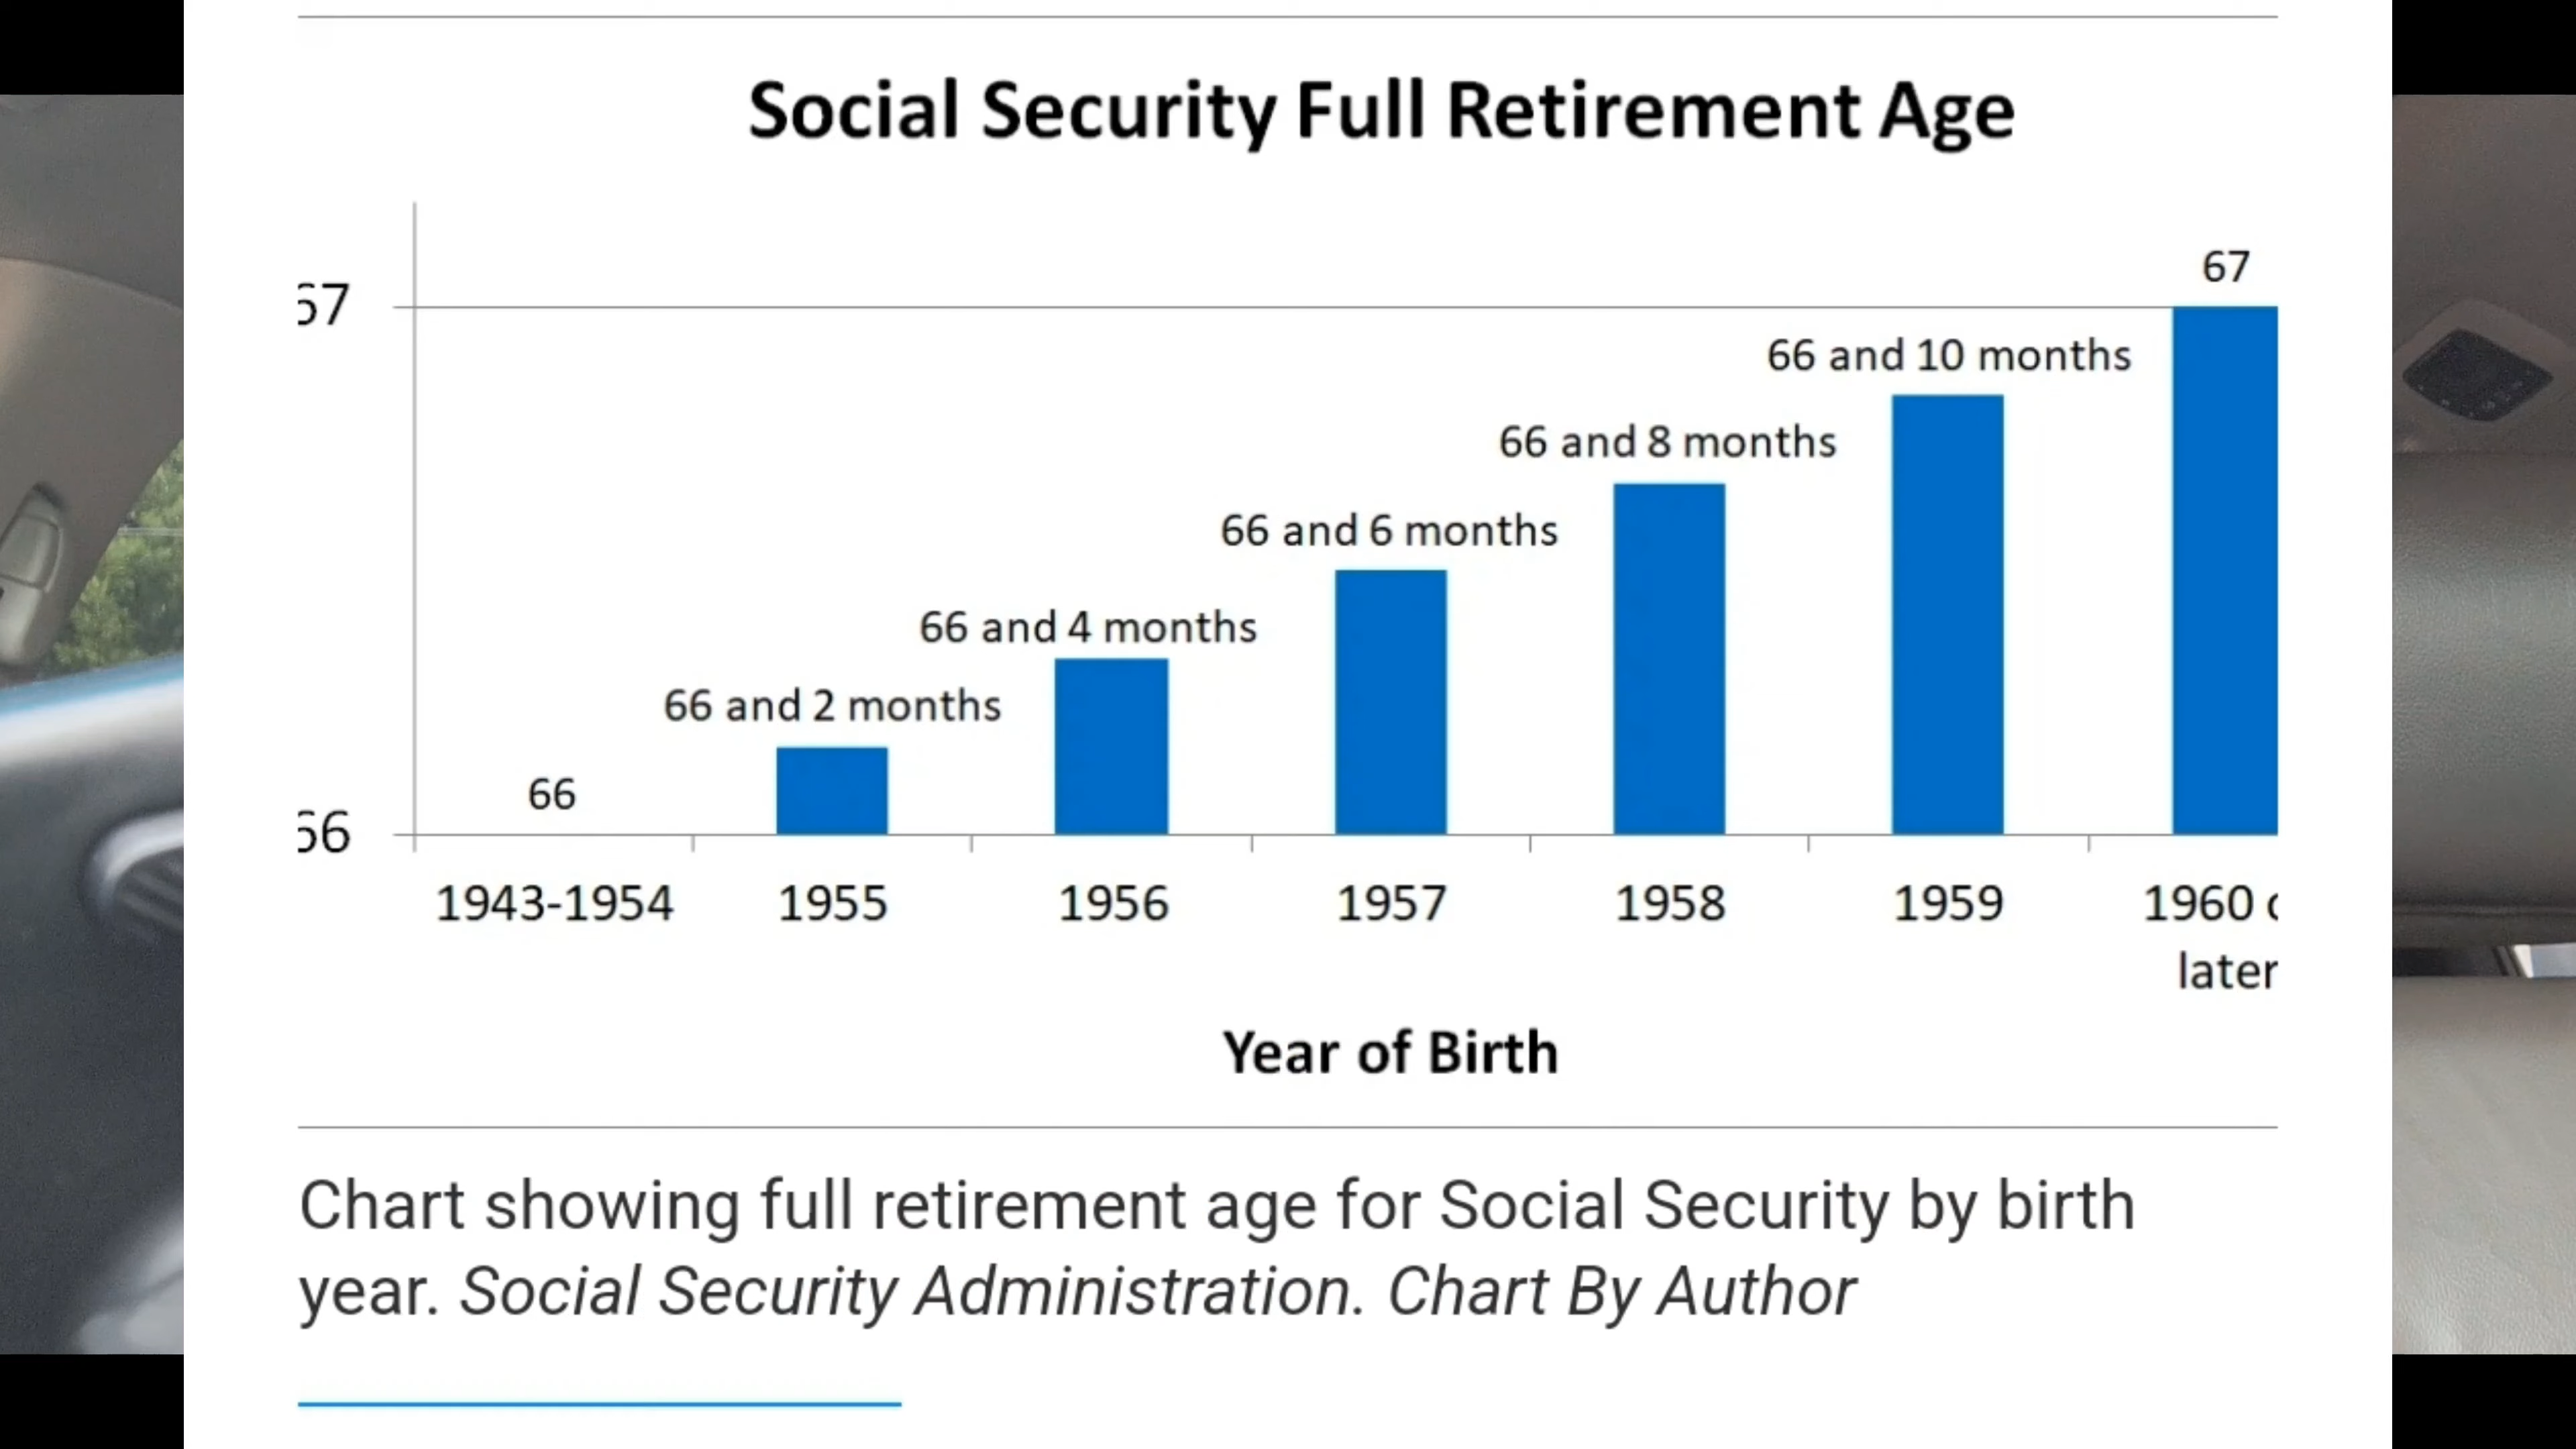 Social Security Full Retirement Age
67
67
66 and 10 months
66 and 8 months
66 and 6 months
66 and 4 months
66 and 2 months
66
66
1943-1954 1955 1956 1957 1958 1959 1960
later
Year of Birth
Chart showing full retirement age for Social Security by birth
year. Social Security Administration. Chart By Author